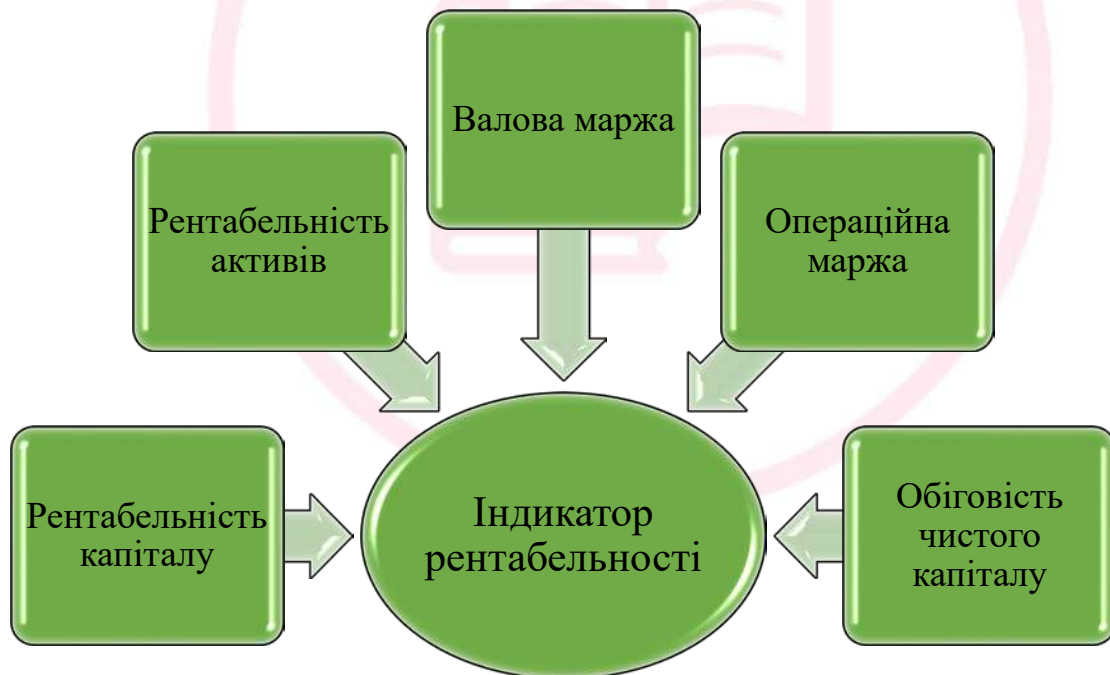 Валова маржа
Рентабельність
активів
Операційна
маржа
Рентабельність
капіталу
Індикатор
рентабельності
Обіговість
чистого
капіталу